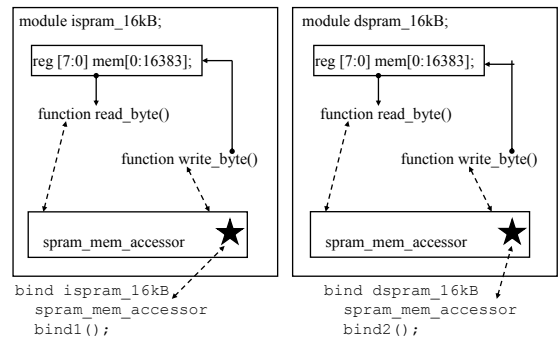 module ispram_16kB;
reg [7:0] mem[0:16383];
function read_byte()
function write_byte()
spram_mem_accessor
bind ispram_16kB
spram_mem_accessor
bind1();
module dspram_16kB;
reg [7:0] mem[0:16383];
function read_byte()
function write_byte()
spram_mem_accessor
bind dspram_16kB
spram_mem_accessor
bind2();